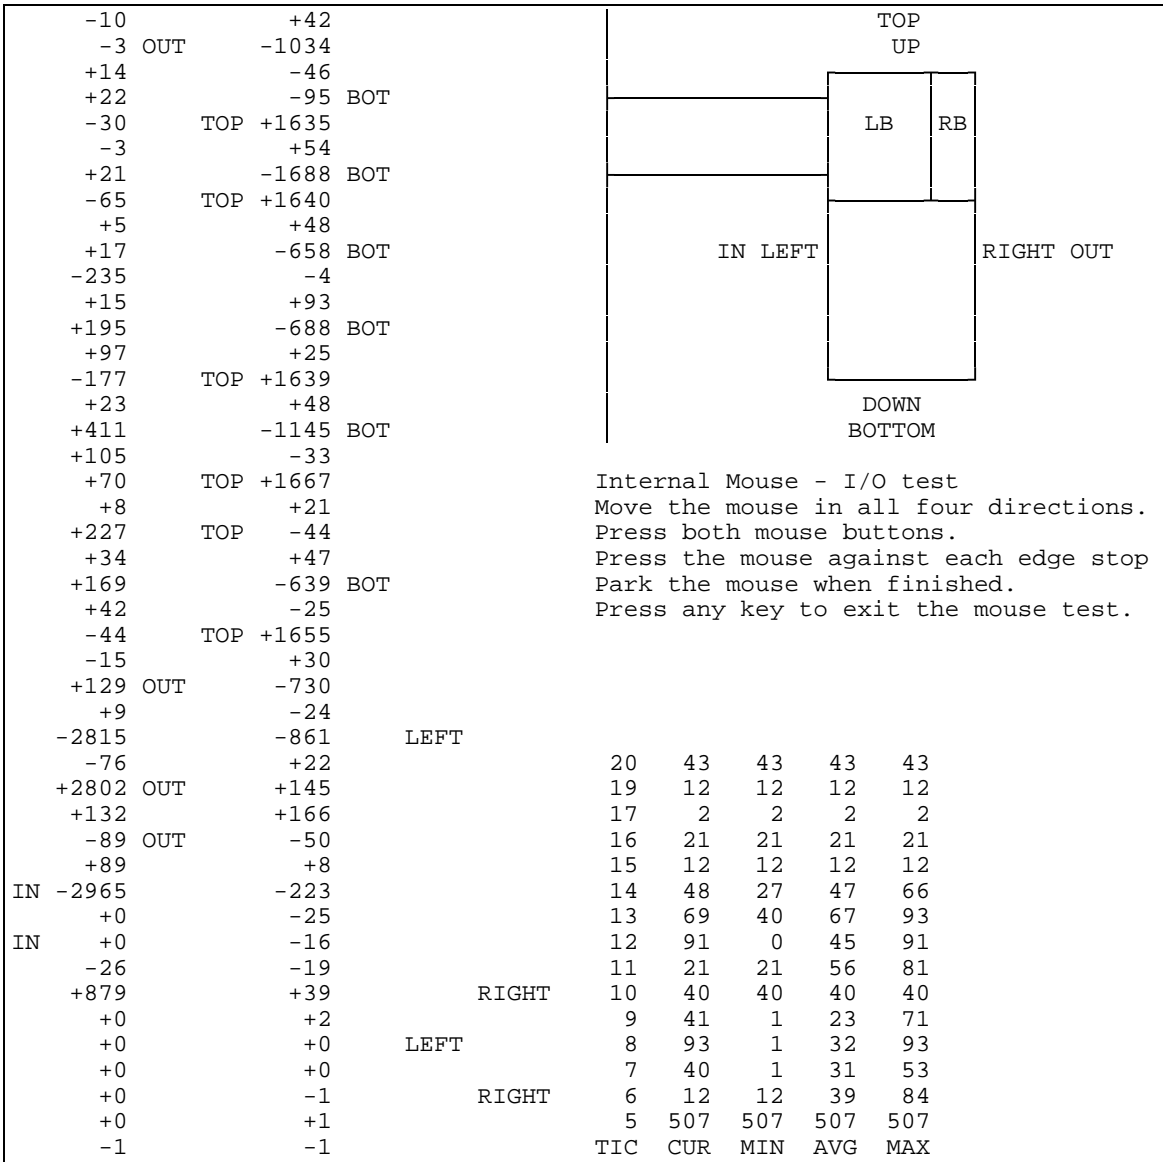 -10 +42 TOP
-3 OUT -1034 UP
+14 -46
+22 -95 BOT
-30 TOP +1635 LB RB
-3 +54
+21 -1688 BOT
-65 TOP +1640
+5 +48
+17 -658 BOT IN LEFT RIGHT OUT
-235 -4
+15 +93
+195 -688 BOT
+97 +25
-177 TOP +1639
+23 +48 DOWN
+411 -1145 BOT BOTTOM
+105 -33
+70 TOP +1667 Internal Mouse - I/O test
+8 +21 Move the mouse in all four directions.
+227 TOP -44 Press both mouse buttons.
+34 +47 Press the mouse against each edge stop
+169 -639 BOT Park the mouse when finished.
+42 -25 Press any key to exit the mouse test.
-44 TOP +1655
-15 +30
+129 OUT -730
+9 -24
-2815 -861 LEFT
-76 +22 20 43 43 43 43
+2802 OUT +145 19 12 12 12 12
+132 +166 17 2 2 2 2
-89 OUT -50 16 21 21 21 21
+89 +8 15 12 12 12 12
IN -2965 -223 14 48 27 47 66
+0 -25 13 69 40 67 93
IN +0 -16 12 91 0 45 91
-26 -19 11 21 21 56 81
+879 +39 RIGHT 10 40 40 40 40
+0 +2 9 41 1 23 71
+0 +0 LEFT 8 93 1 32 93
+0 +0 7 40 1 31 53
+0 -1 RIGHT 6 12 12 39 84
+0 +1 5 507 507 507 507
-1 -1 TIC CUR MIN AVG MAX